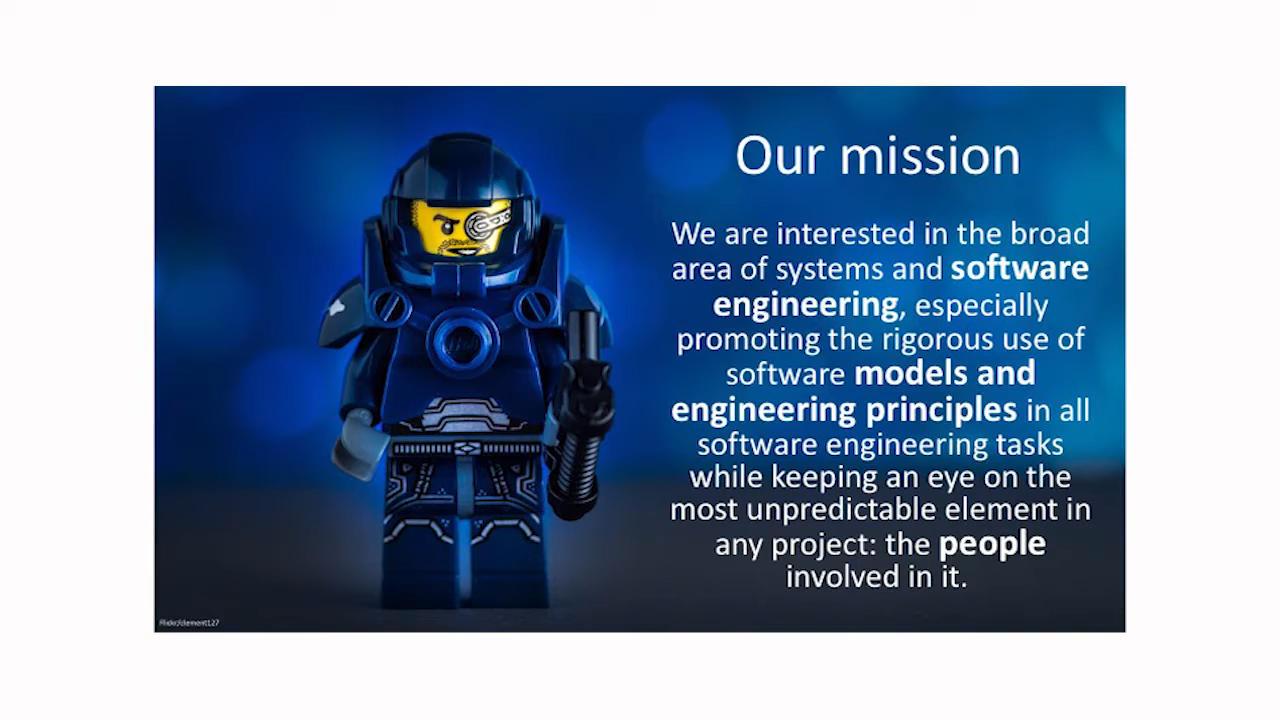 Our mission
We are interested in the broad
area of systems and software
engineering, especially
promoting the rigorous use of
software models and
engineering principles in all
software engineering tasks
while keeping an eye on the
most unpredictable element in
any project: the people
involved in it.
Flickr/clement127